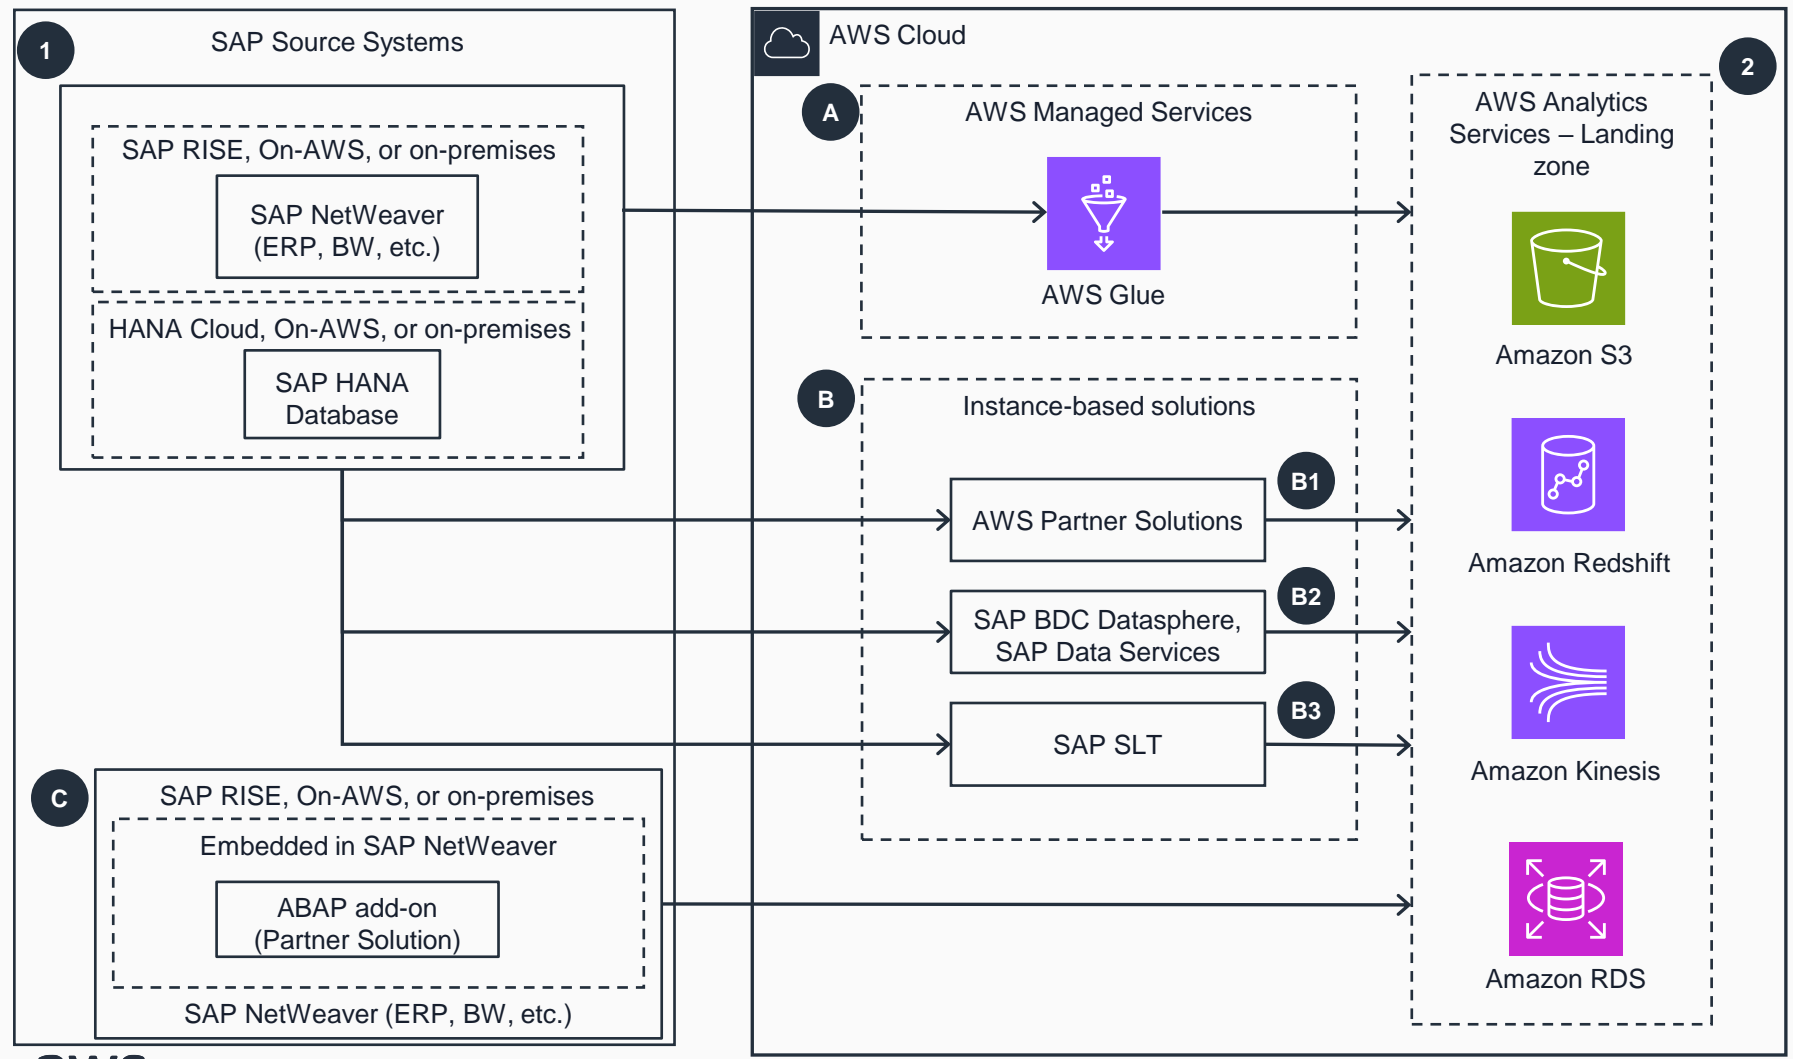 1
SAP Source Systems
SAP RISE, On-AWS, or on-premises
SAP NetWeaver
(ERP, BW, etc.)
HANA Cloud, On-AWS, or on-premises
SAP HANA
Database
C
SAP RISE, On-AWS, or on-premises
Embedded in SAP NetWeaver
ABAP add-on
(Partner Solution)
SAP NetWeaver (ERP, BW, etc.)
AWS Cloud
A
AWS Managed Services
AWS Glue
B
Instance-based solutions
B1
AWS Partner Solutions
B2
SAP BDC Datasphere,
SAP Data Services
B3
SAP SLT
2
AWS Analytics
Services – Landing
zone
Amazon S3
Amazon Redshift
Amazon Kinesis
Amazon RDS